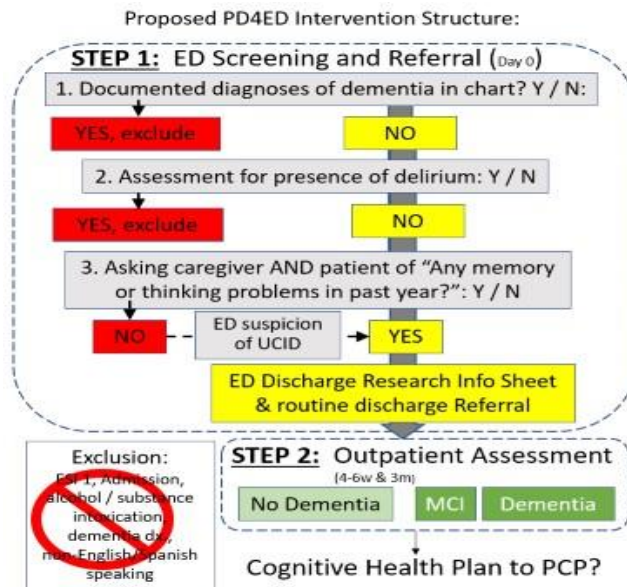 Proposed PD4ED Intervention Structure:
STEP 1: ED Screening and Referral (Day 0)
1. Documented diagnoses of dementia in chart? Y / N:
YES, exclude
NO
2. Assessment for presence of delirium: Y / N
YES, exclude
NO
3. Asking caregiver AND patient of “Any memory
or thinking problems in past year?”: Y / N
NO
ED suspicion
of UCID
YES
ED Discharge Research Info Sheet
& routine discharge Referral
Exclusion:
ESI 1, Admission,
alcohol / substance
intoxication,
dementia dx.,
non-English/Spanish
speaking
STEP 2: Outpatient Assessment
(4-6w & 3m)
No Dementia
MCI
Dementia
Cognitive Health Plan to PCP?